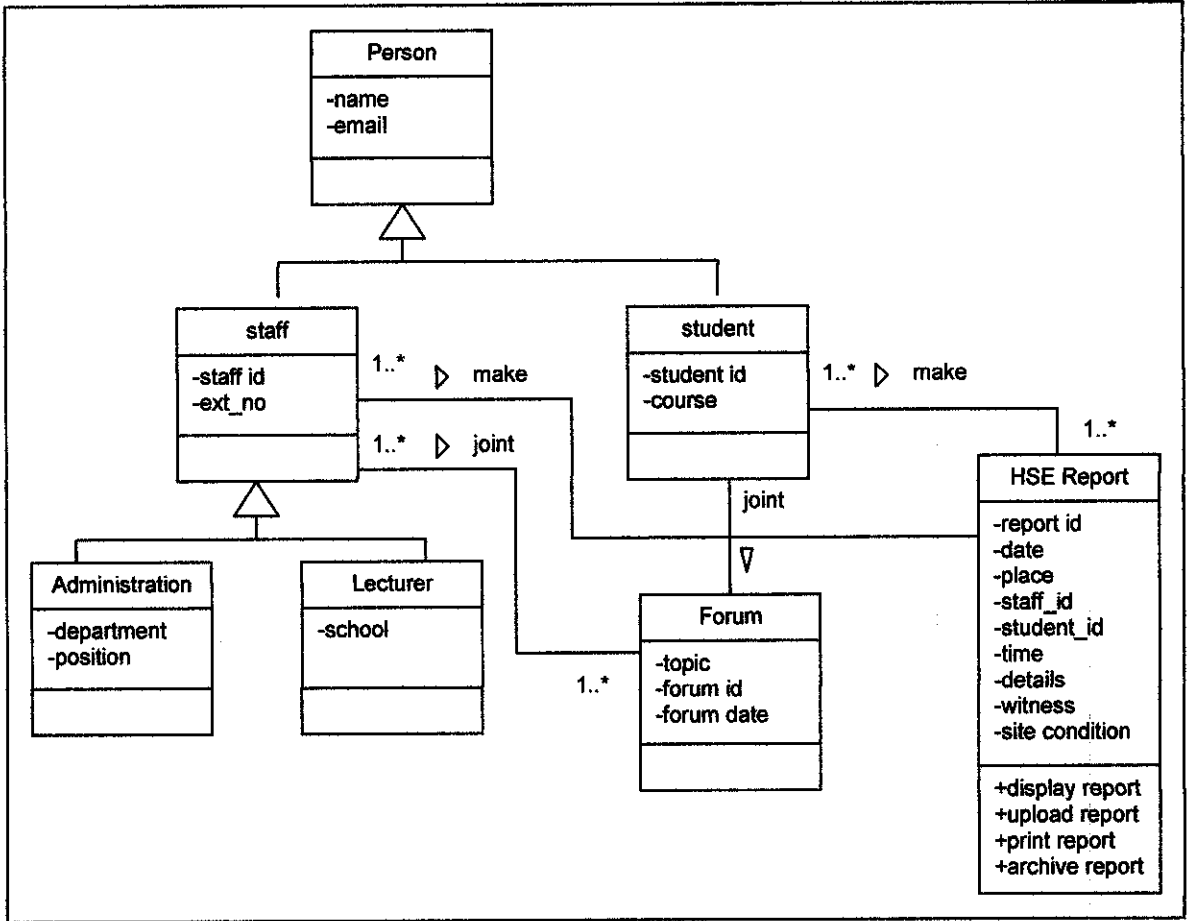 Person
-name
-email
staff
-staff id
-ext_no
1..* make
1..* joint
student
-student id
-course
1..* make
1..*
joint
HSE Report
-report id
-date
-place
-staff_id
-student_id
-time
-details
-witness
-site condition
+display report
+upload report
+print report
+archive report
Administration
-department
-position
Lecturer
-school
Forum
-topic
-forum id
-forum date
1..*